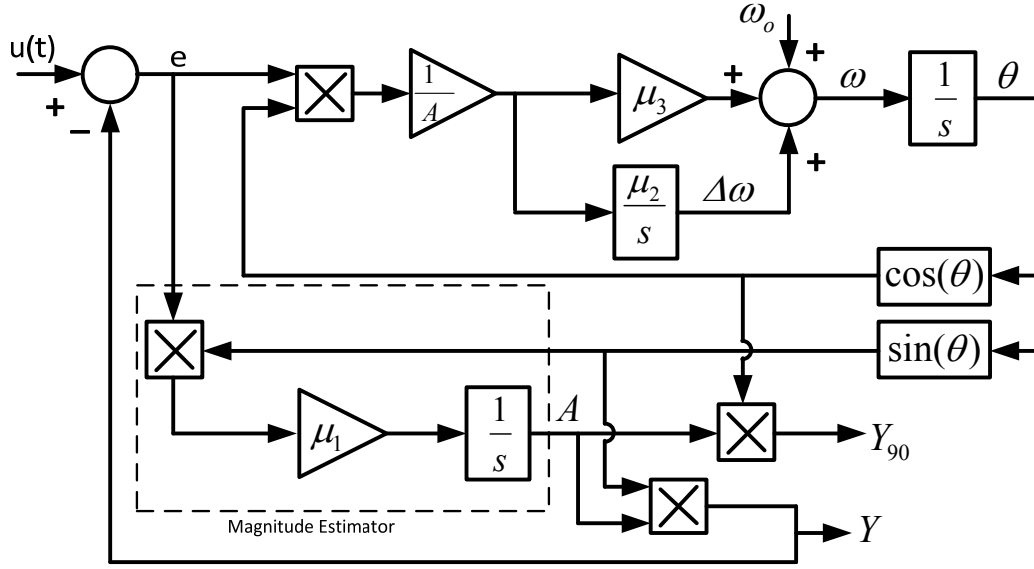 u(t)
+
−
e
1
A
μ3
μ2
s
Δω
ωo
+
+
+
ω
1
s
θ
cos(θ)
sin(θ)
μ1
1
s
A
Y90
Y
Magnitude Estimator